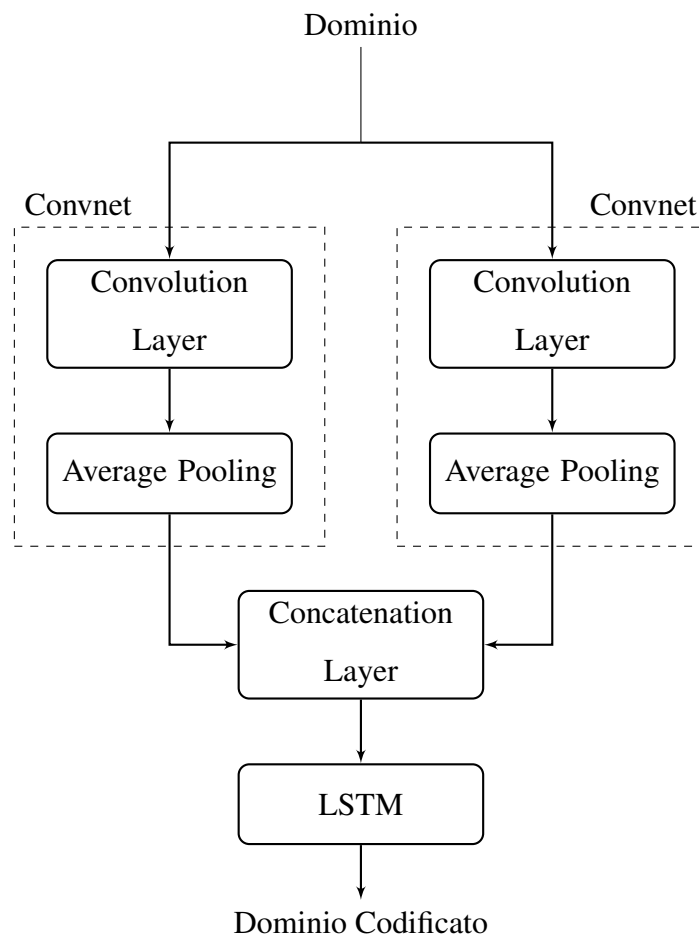 Dominio
Convnet
Convnet
Convolution
Layer
Convolution
Layer
Average Pooling
Average Pooling
Concatenation
Layer
LSTM
Dominio Codificato